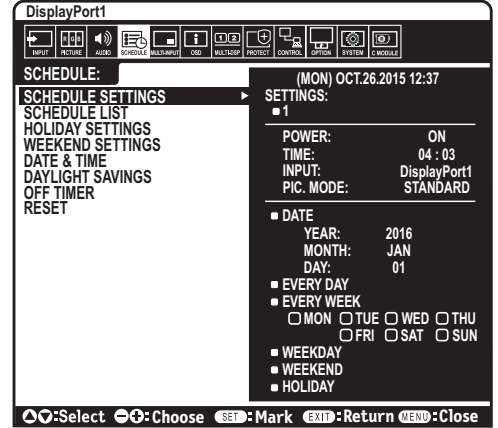 DisplayPort1
INPUT RGB PICTURE AUDIO SCHEDULE MULTI-INPUT OSD 12 MULTI-DSP PROTECT CONTROL OPTION SYSTEM C MODULE
SCHEDULE:
SCHEDULE SETTINGS
SCHEDULE LIST
HOLIDAY SETTINGS
WEEKEND SETTINGS
DATE & TIME
DAYLIGHT SAVINGS
OFF TIMER
RESET
(MON) OCT.26.2015 12:37
SETTINGS:
1
POWER: ON
TIME: 04 : 03
INPUT: DisplayPort1
PIC. MODE: STANDARD
DATE
YEAR: 2016
MONTH: JAN
DAY: 01
EVERY DAY
EVERY WEEK
MON TUE WED THU
FRI SAT SUN
WEEKDAY
WEEKEND
HOLIDAY
:Select :Choose SET:Mark EXIT:Return MENU:Close